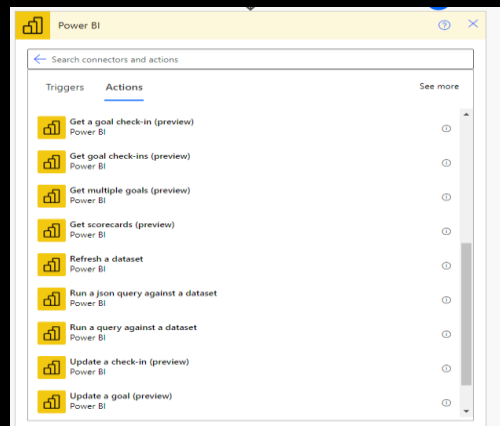 Power BI
Search connectors and actions
Triggers Actions See more
Get a goal check-in (preview)
Power BI
Get goal check-ins (preview)
Power BI
Get multiple goals (preview)
Power BI
Get scorecards (preview)
Power BI
Refresh a dataset
Power BI
Run a json query against a dataset
Power BI
Run a query against a dataset
Power BI
Update a check-in (preview)
Power BI
Update a goal (preview)
Power BI